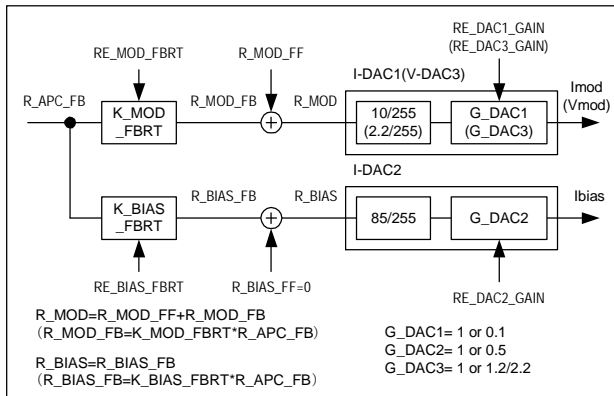 RE_DAC1_GAIN
(RE_DAC3_GAIN)
RE_MOD_FBRT
R_MOD_FF
I-DAC1(V-DAC3)
Imod
(Vmod)
R_APC_FB
K_MOD
_FBRT
R_MOD_FB
R_MOD
10/255
(2.2/255)
G_DAC1
(G_DAC3)
I-DAC2
K_BIAS
_FBRT
R_BIAS_FB
R_BIAS
85/255
G_DAC2
Ibias
RE_BIAS_FBRT
R_BIAS_FF=0
RE_DAC2_GAIN
R_MOD=R_MOD_FF+R_MOD_FB
(R_MOD_FB=K_MOD_FBRT*R_APC_FB)
R_BIAS=R_BIAS_FB
(R_BIAS_FB=K_BIAS_FBRT*R_APC_FB)
G_DAC1= 1 or 0.1
G_DAC2= 1 or 0.5
G_DAC3= 1 or 1.2/2.2